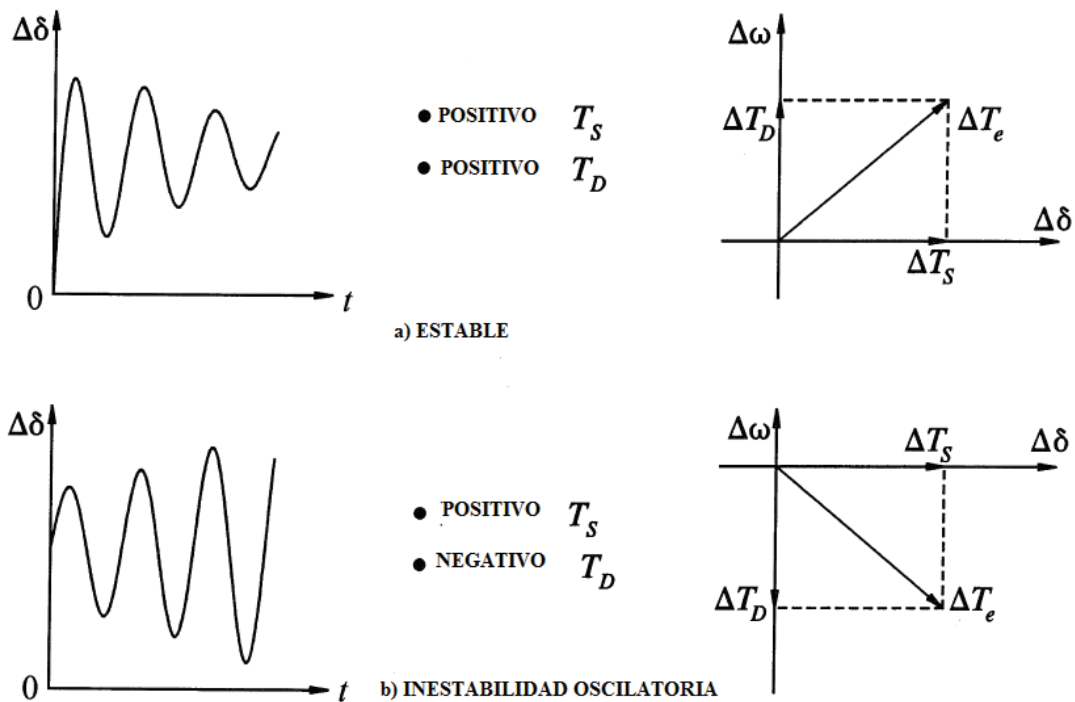 Δδ
● POSITIVO T_S
● POSITIVO T_D
0
t
Δω
ΔT_D
ΔT_e
Δδ
ΔT_S
a) ESTABLE
Δδ
● POSITIVO T_S
● NEGATIVO T_D
0
t
Δω
ΔT_S
Δδ
ΔT_D
ΔT_e
b) INESTABILIDAD OSCILATORIA